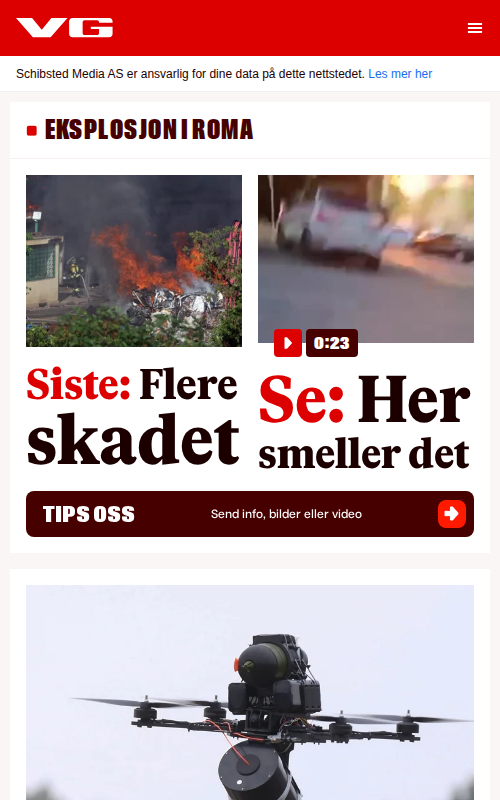 VG
Schibsted Media AS er ansvarlig for dine data på dette nettstedet. Les mer her
EKSPLOSJON I ROMA
0:23
Siste: Flere
skadet
Se: Her
smeller det
TIPS OSS
Send info, bilder eller video